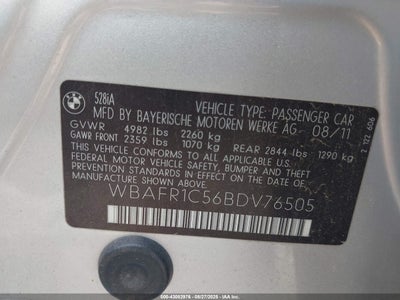 BMW
528iA
VEHICLE TYPE: PASSENGER CAR
MFD BY BAYERISCHE MOTOREN WERKE AG 08/11
GVWR 4982 lbs 2260 kg
GAWR FRONT 2359 lbs 1070 kg REAR 2844 lbs 1290 kg
THIS VEHICLE CONFORMS TO ALL APPLICABLE
U.S. FEDERAL MOTOR VEHICLE SAFETY, BUMPER,
AND THEFT PREVENTION STANDARDS IN EFFECT
ON THE DATE OF MANUFACTURE SHOWN ABOVE.
WBAFR1C56BDV76505